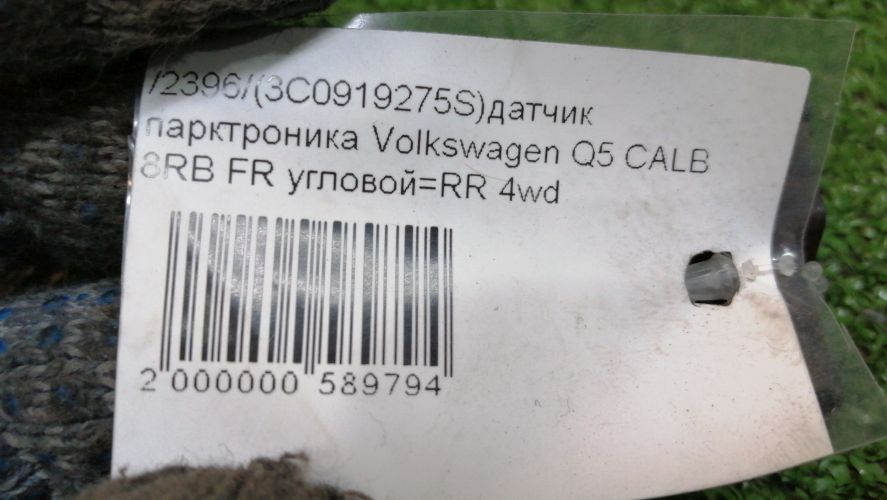 /2396/(3C0919275S)датчик
парктроника Volkswagen Q5 CALB
8RB FR угловой=RR 4wd
2 000000 589794